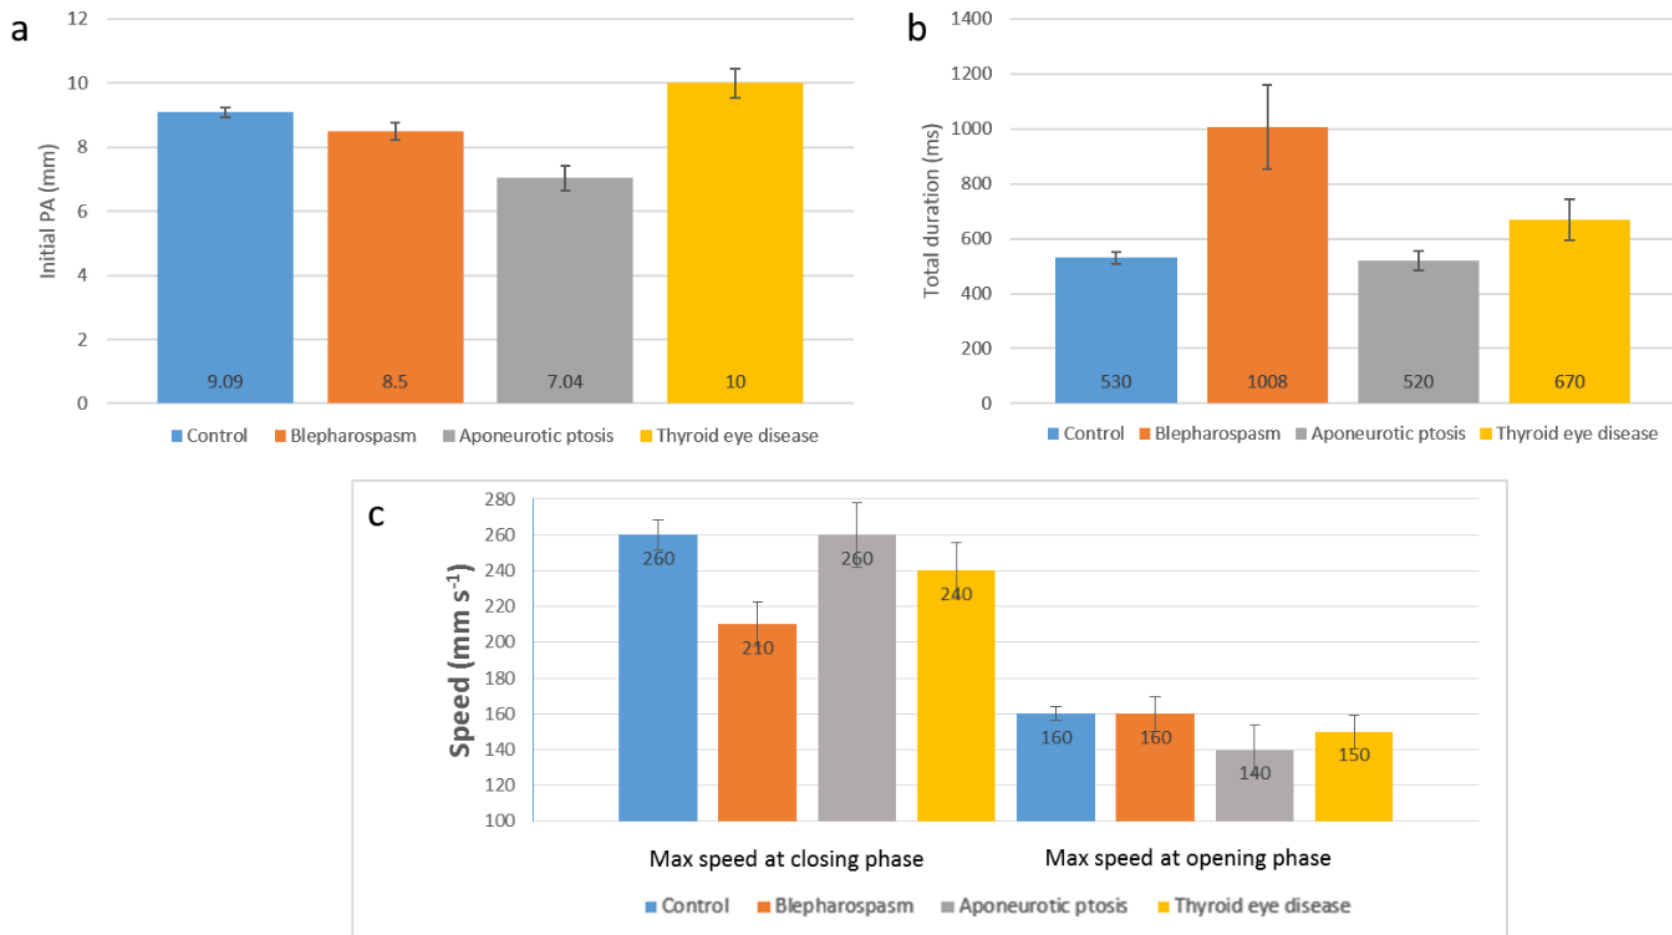 a
12
10
8
6
4
2
0
Initial PA (mm)
9.09 8.5 7.04 10
Control Blepharospasm Aponeurotic ptosis Thyroid eye disease
b
1400
1200
1000
800
600
400
200
0
Total duration (ms)
530 1008 520 670
Control Blepharospasm Aponeurotic ptosis Thyroid eye disease
c
280
260
240
220
200
180
160
140
120
100
Speed (mm s-1)
260 210 260 240 160 160 140 150
Max speed at closing phase Max speed at opening phase
Control Blepharospasm Aponeurotic ptosis Thyroid eye disease